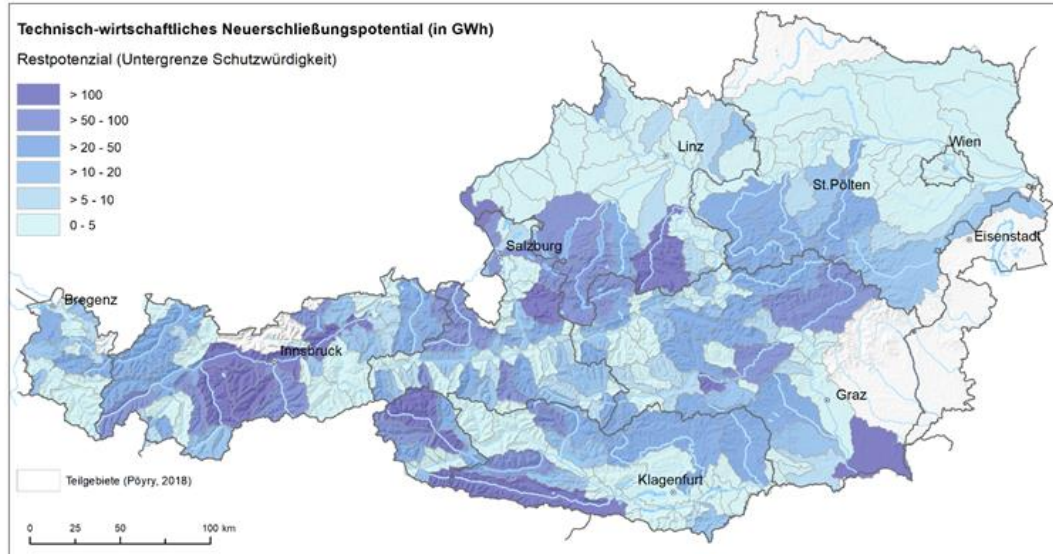 Technisch-wirtschaftliches Neuerschließungspotential (in GWh)
Restpotenzial (Untergrenze Schutzwürdigkeit)
> 100
> 50 - 100
> 20 - 50
> 10 - 20
> 5 - 10
0 - 5
Linz
Wien
St.Pölten
Eisenstadt
Salzburg
Bregenz
Innsbruck
Graz
Klagenfurt
Teilgebiete (Pöyry, 2018)
0 25 50 100 km